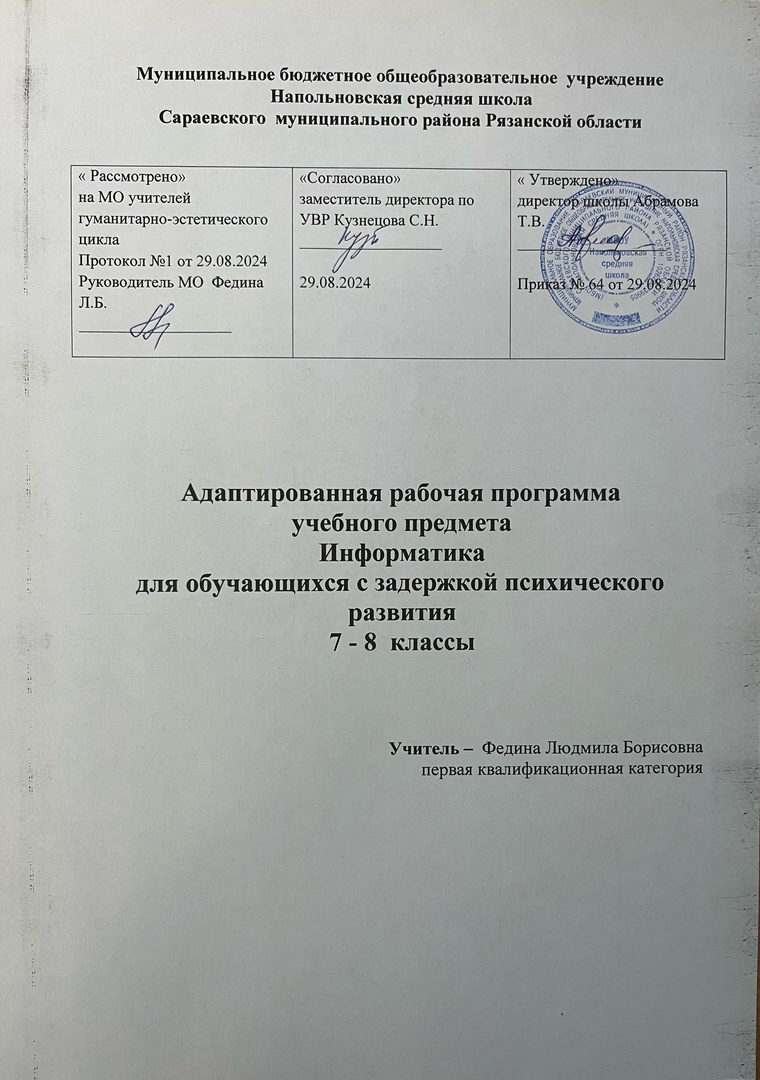 Муниципальное бюджетное общеобразовательное учреждение
Напольновская средняя школа
Сараевского муниципального района Рязанской области
« Рассмотрено»
на МО учителей
гуманитарно-эстетического
цикла
Протокол №1 от 29.08.2024
Руководитель МО Федина
Л.Б.
«Согласовано»
заместитель директора по
УВР Кузнецова С.Н.
29.08.2024
« Утверждено»
директор школы Абрамова
Т.В.
Напольновская
средняя
школа
Приказ № 64 от 29.08.2024
Адаптированная рабочая программа
учебного предмета
Информатика
для обучающихся с задержкой психического
развития
7 - 8 классы
Учитель – Федина Людмила Борисовна
первая квалификационная категория